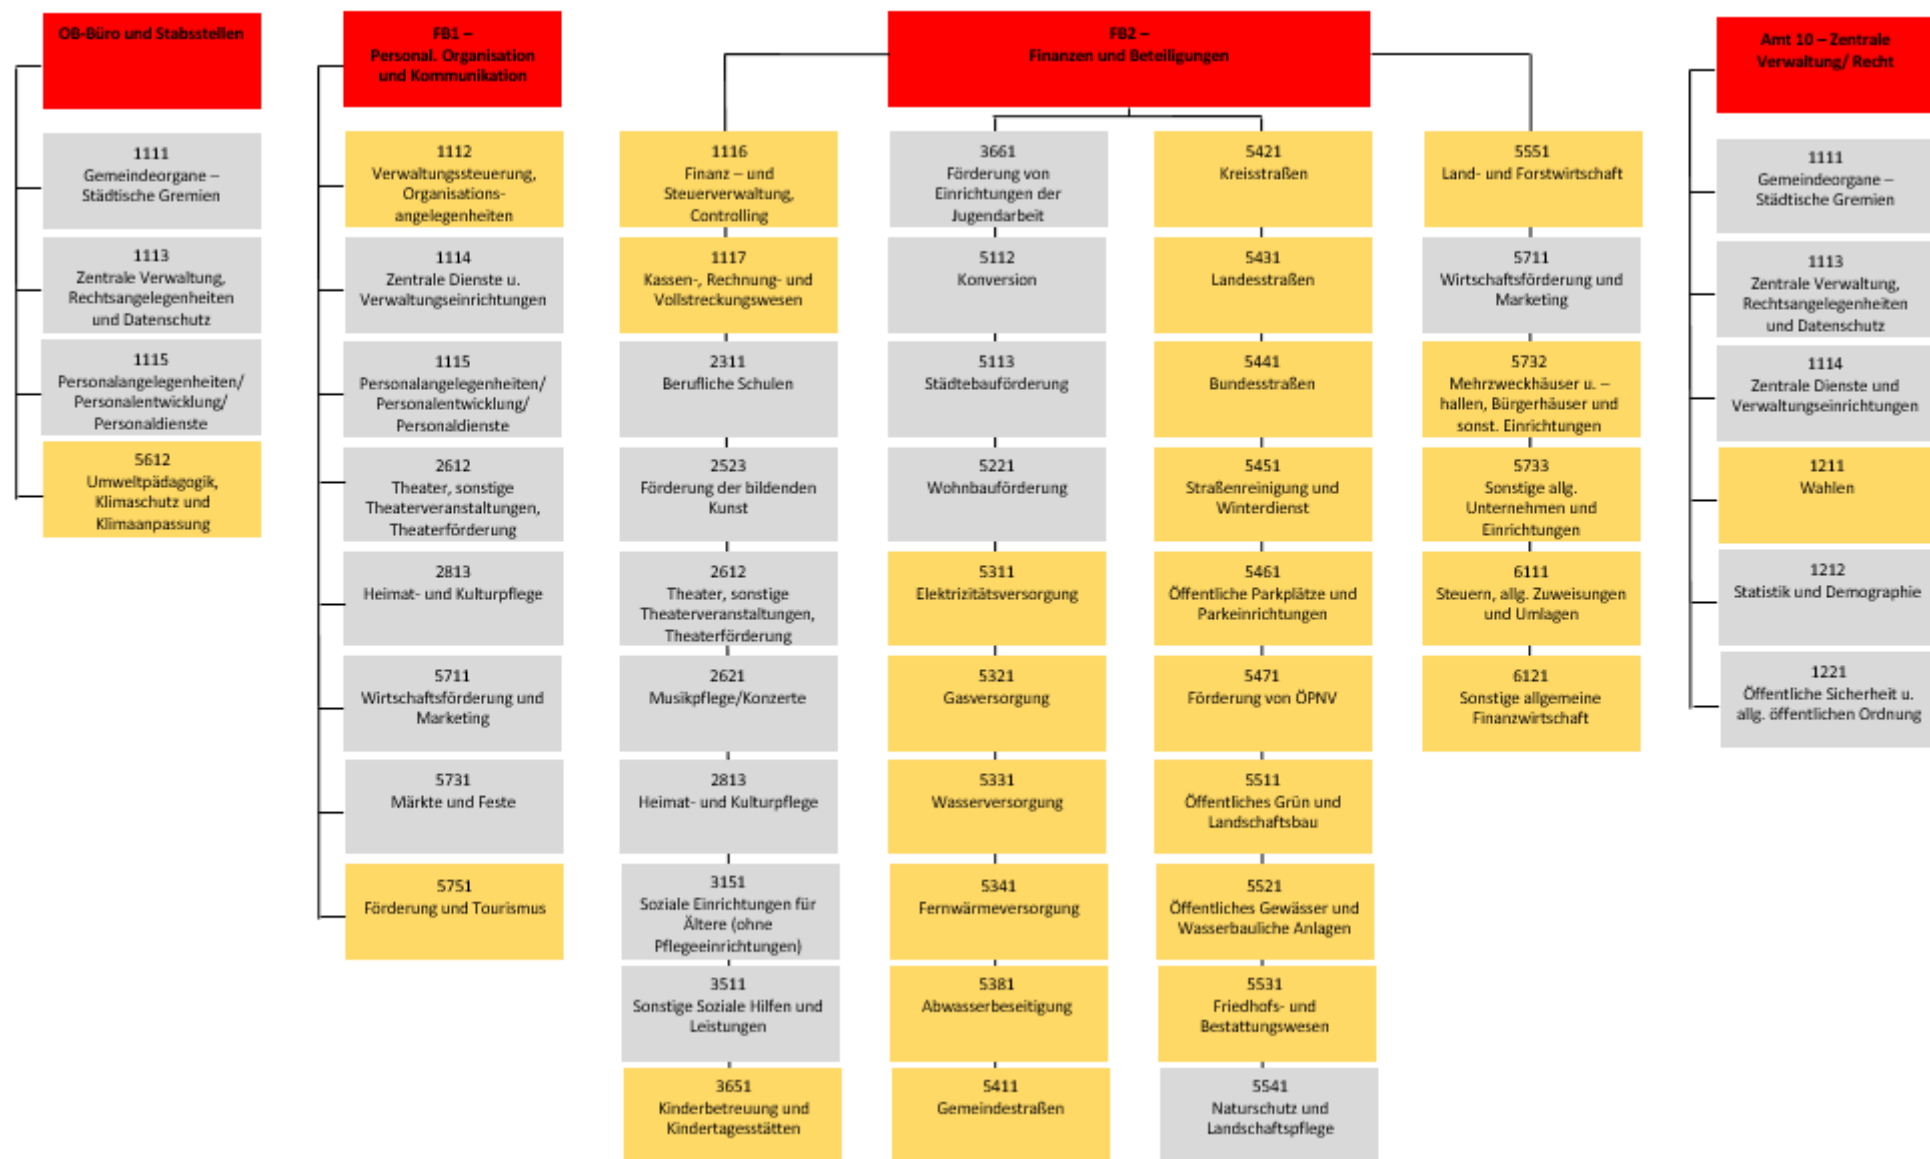 OB-Büro und Stabsstellen
1111
Gemeindeorgane –
Städtische Gremien
1113
Zentrale Verwaltung,
Rechtsangelegenheiten
und Datenschutz
1115
Personalangelegenheiten/
Personalentwicklung/
Personaldienste
5612
Umweltpädagogik,
Klimaschutz und
Klimaanpassung
FB1 –
Personal. Organisation
und Kommunikation
1112
Verwaltungssteuerung,
Organisations-
angelegenheiten
1114
Zentrale Dienste u.
Verwaltungseinrichtungen
1115
Personalangelegenheiten/
Personalentwicklung/
Personaldienste
2612
Theater, sonstige
Theaterveranstaltungen,
Theaterförderung
2813
Heimat- und Kulturpflege
5711
Wirtschaftsförderung und
Marketing
5731
Märkte und Feste
5751
Förderung und Tourismus
FB2 –
Finanzen und Beteiligungen
1116
Finanz – und
Steuerverwaltung,
Controlling
1117
Kassen-, Rechnung- und
Vollstreckungswesen
2311
Berufliche Schulen
2523
Förderung der bildenden
Kunst
2612
Theater, sonstige
Theaterveranstaltungen,
Theaterförderung
2621
Musikpflege/Konzerte
2813
Heimat- und Kulturpflege
3151
Soziale Einrichtungen für
Ältere (ohne
Pflegeeinrichtungen)
3511
Sonstige Soziale Hilfen und
Leistungen
3651
Kinderbetreuung und
Kindertagesstätten
3661
Förderung von
Einrichtungen der
Jugendarbeit
5112
Konversion
5113
Städtebauförderung
5221
Wohnbauförderung
5311
Elektrizitätsversorgung
5321
Gasversorgung
5331
Wasserversorgung
5341
Fernwärmeversorgung
5381
Abwasserbeseitigung
5411
Gemeindestraßen
5421
Kreisstraßen
5431
Landesstraßen
5441
Bundesstraßen
5451
Straßenreinigung und
Winterdienst
5461
Öffentliche Parkplätze und
Parkeinrichtungen
5471
Förderung von ÖPNV
5511
Öffentliches Grün und
Landschaftsbau
5521
Öffentliches Gewässer und
Wasserbauliche Anlagen
5531
Friedhofs- und
Bestattungswesen
5541
Naturschutz und
Landschaftspflege
5551
Land- und Forstwirtschaft
5711
Wirtschaftsförderung und
Marketing
5732
Mehrzweckhäuser u. –
hallen, Bürgerhäuser und
sonst. Einrichtungen
5733
Sonstige allg.
Unternehmen und
Einrichtungen
6111
Steuern, allg. Zuweisungen
und Umlagen
6121
Sonstige allgemeine
Finanzwirtschaft
Amt 10 – Zentrale
Verwaltung/ Recht
1111
Gemeindeorgane –
Städtische Gremien
1113
Zentrale Verwaltung,
Rechtsangelegenheiten
und Datenschutz
1114
Zentrale Dienste und
Verwaltungseinrichtungen
1211
Wahlen
1212
Statistik und Demographie
1221
Öffentliche Sicherheit u.
allg. öffentlichen Ordnung